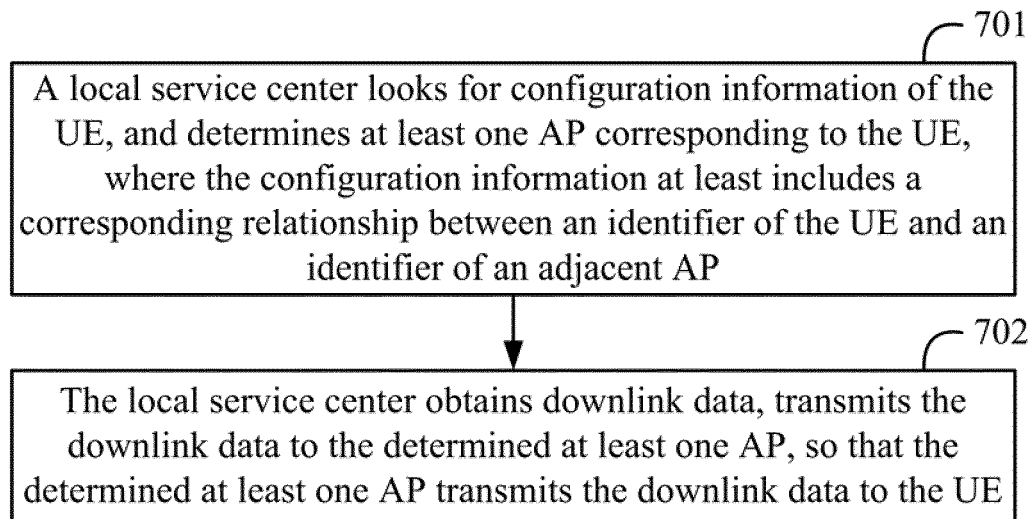 701
A local service center looks for configuration information of the
UE, and determines at least one AP corresponding to the UE,
where the configuration information at least includes a
corresponding relationship between an identifier of the UE and an
identifier of an adjacent AP
702
The local service center obtains downlink data, transmits the
downlink data to the determined at least one AP, so that the
determined at least one AP transmits the downlink data to the UE